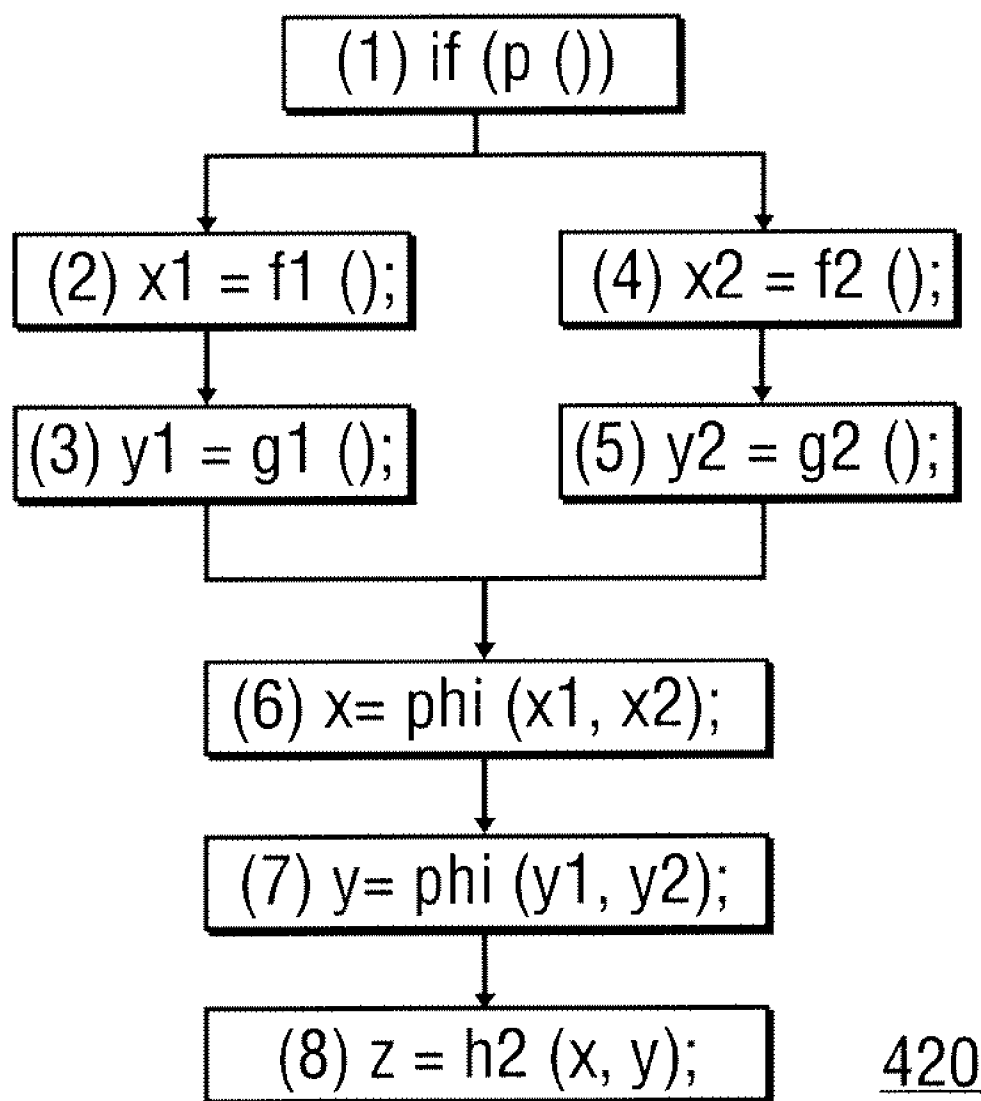 (1) if (p ())
(2) x1 = f1 ();
(4) x2 = f2 ();
(3) y1 = g1 ();
(5) y2 = g2 ();
(6) x= phi (x1, x2);
(7) y= phi (y1, y2);
(8) z = h2 (x, y);
420